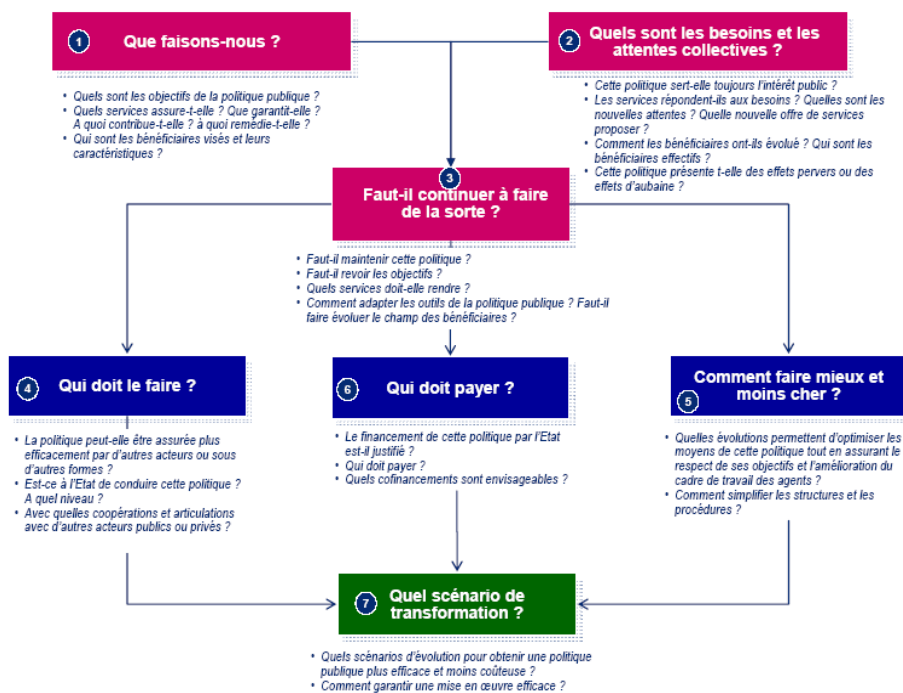 1
Que faisons-nous ?
• Quels sont les objectifs de la politique publique ?
• Quels services assure-t-elle ? Que garantit-elle ?
A quoi contribue-t-elle ? à quoi remédie-t-elle ?
• Qui sont les bénéficiaires visés et leurs
caractéristiques ?
2
Quels sont les besoins et les
attentes collectives ?
• Cette politique sert-elle toujours l'intérêt public ?
• Les services répondent-ils aux besoins ? Quelles sont les
nouvelles attentes ? Quelle nouvelle offre de services
proposer ?
• Comment les bénéficiaires ont-ils évolué ? Qui sont les
bénéficiaires effectifs ?
• Cette politique présente t-elle des effets pervers ou des
effets d'aubaine ?
3
Faut-il continuer à faire
de la sorte ?
• Faut-il maintenir cette politique ?
• Faut-il revoir les objectifs ?
• Quels services doit-elle rendre ?
• Comment adapter les outils de la politique publique ? Faut-il
faire évoluer le champ des bénéficiaires ?
4
Qui doit le faire ?
• La politique peut-elle être assurée plus
efficacement par d'autres acteurs ou sous
d'autres formes ?
• Est-ce à l'Etat de conduire cette politique ?
A quel niveau ?
• Avec quelles coopérations et articulations
avec d'autres acteurs publics ou privés ?
6
Qui doit payer ?
• Le financement de cette politique par l'Etat
est-il justifié ?
• Qui doit payer ?
• Quels cofinancements sont envisageables ?
Comment faire mieux et
moins cher ?
5
• Quelles évolutions permettent d'optimiser les
moyens de cette politique tout en assurant le
respect de ses objectifs et l'amélioration du
cadre de travail des agents ?
• Comment simplifier les structures et les
procédures ?
7
Quel scénario de
transformation ?
• Quels scénarios d'évolution pour obtenir une politique
publique plus efficace et moins coûteuse ?
• Comment garantir une mise en œuvre efficace ?